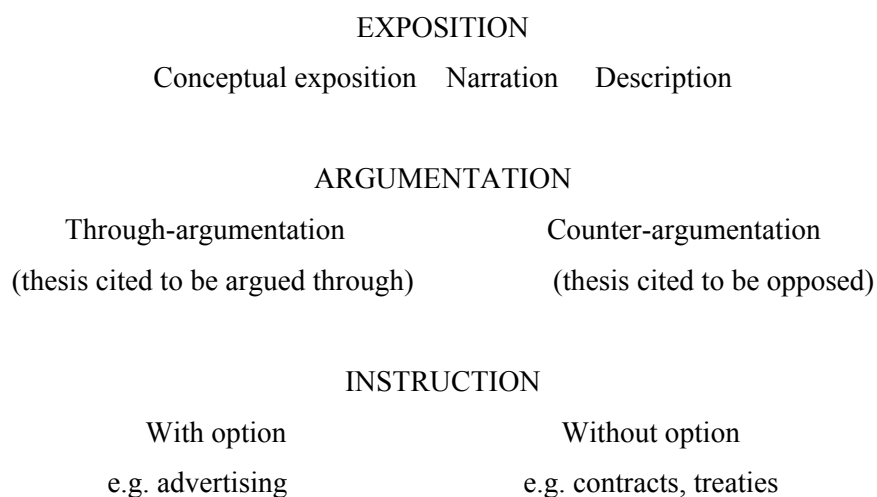 EXPOSITION
Conceptual exposition Narration Description
ARGUMENTATION
Through-argumentation Counter-argumentation
(thesis cited to be argued through) (thesis cited to be opposed)
INSTRUCTION
With option Without option
e.g. advertising e.g. contracts, treaties